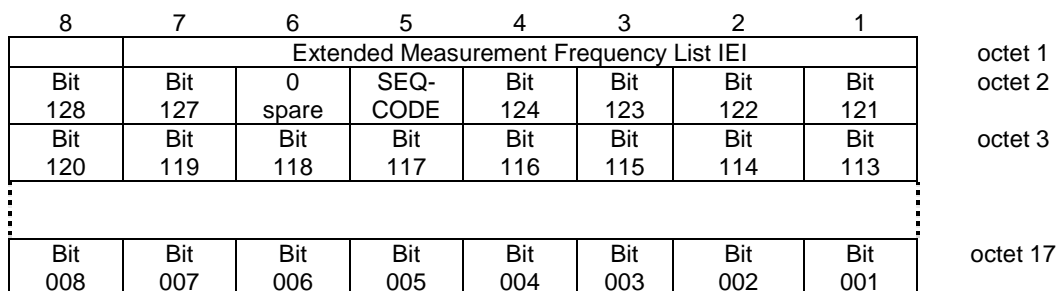 8 7 6 5 4 3 2 1
Extended Measurement Frequency List IEI octet 1
Bit Bit 0 SEQ- Bit Bit Bit Bit octet 2
128 127 spare CODE 124 123 122 121
Bit Bit Bit Bit Bit Bit Bit Bit octet 3
120 119 118 117 116 115 114 113
Bit Bit Bit Bit Bit Bit Bit Bit octet 17
008 007 006 005 004 003 002 001